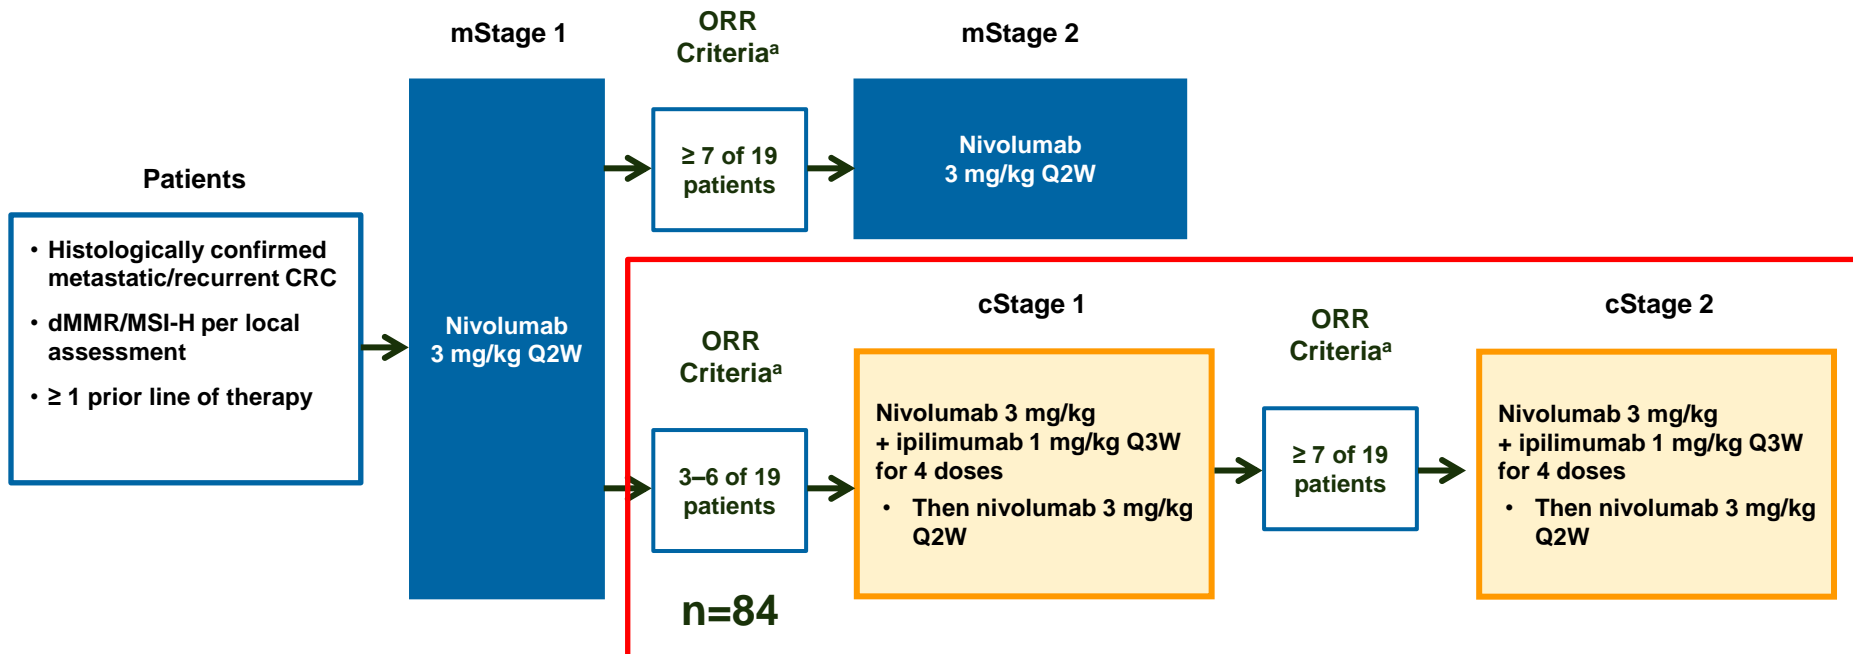 Patients
• Histologically confirmed
metastatic/recurrent CRC
• dMMR/MSI-H per local
assessment
• ≥ 1 prior line of therapy
mStage 1
Nivolumab
3 mg/kg Q2W
ORR
Criteriaᵃ
≥ 7 of 19
patients
mStage 2
Nivolumab
3 mg/kg Q2W
ORR
Criteriaᵃ
3–6 of 19
patients
n=84
cStage 1
Nivolumab 3 mg/kg
+ ipilimumab 1 mg/kg Q3W
for 4 doses
• Then nivolumab 3 mg/kg
Q2W
ORR
Criteriaᵃ
≥ 7 of 19
patients
cStage 2
Nivolumab 3 mg/kg
+ ipilimumab 1 mg/kg Q3W
for 4 doses
• Then nivolumab 3 mg/kg
Q2W